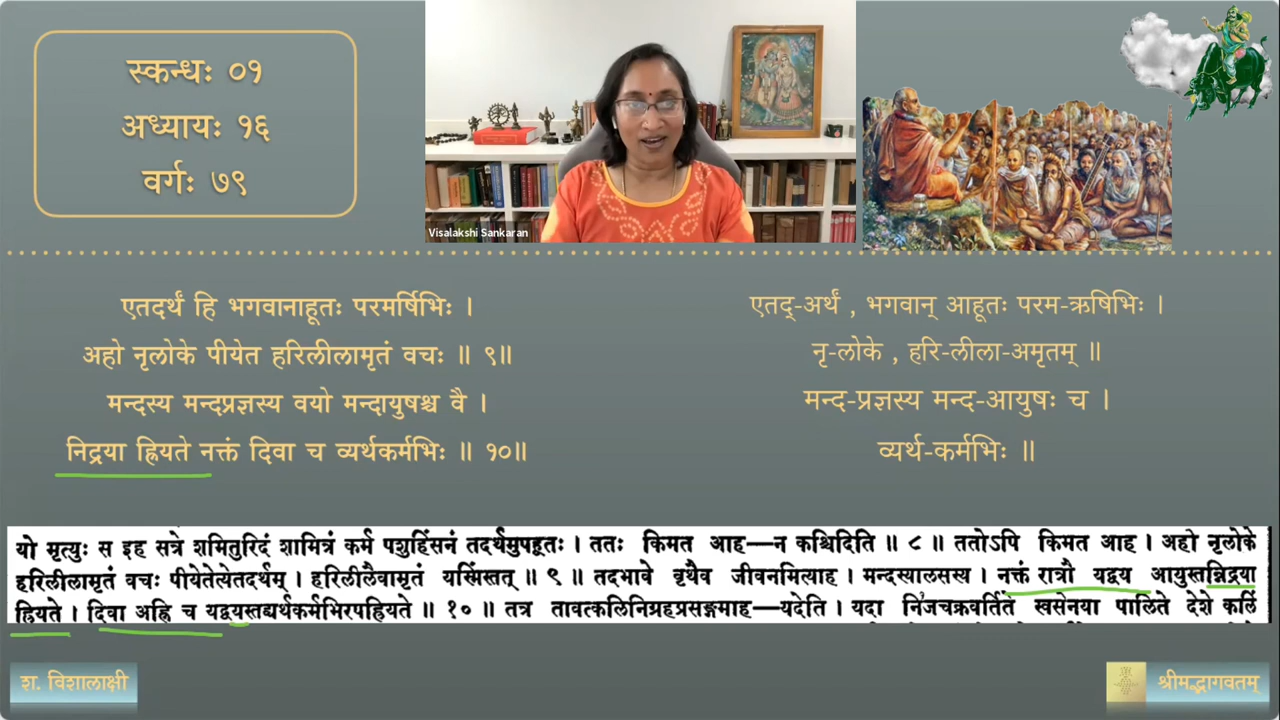 स्कन्धः ०१
अध्यायः १६
वर्गः ७९
Visalakshi Sankaran
एतदर्थं हि भगवानाहूतः परमर्षिभिः ।
अहो नृलोके पीयेत हरिलीलामृतं वचः ॥ ९॥
मन्दस्य मन्दप्रज्ञस्य वयो मन्दायुषश्च वै ।
निद्रया ह्रियते नक्तं दिवा च व्यर्थकर्मभिः ॥ १०॥
एतद्-अर्थं , भगवान् आहूतः परम-ऋषिभिः ।
नृ-लोके , हरि-लीला-अमृतम् ॥
मन्द-प्रज्ञस्य मन्द-आयुषः च ।
व्यर्थ-कर्मभिः ॥
यो मृत्युः स इह सत्रे शमितुरिदं शामित्रं कर्म पशुहिंसनं तदर्थमुपहूतः । ततः किमत आह—न कश्चिदिति ॥ ८ ॥ ततोऽपि किमत आह । अहो नृलोके
हरिलीलामृतं वचः पीयेतेत्येतदर्थम् । हरिलीलैवामृतं यस्मिंस्तत् ॥ ९ ॥ तदभावे वृथैव जीवनमित्याह । मन्दस्यालसस्य । नक्तं रात्रौ यद्वय आयुस्तन्निद्रया
ह्रियते । दिवा अह्नि च यद्वयस्तद्व्यर्थकर्मभिरपह्रियते ॥ १० ॥ तत्र तावत्कलिनिग्रहप्रसङ्गमाह—यदेति । यदा निजचक्रवर्तिते स्वसेनया पालिते देशे कलिं
श. विशालाक्षी
श्रीमद्भागवतम्